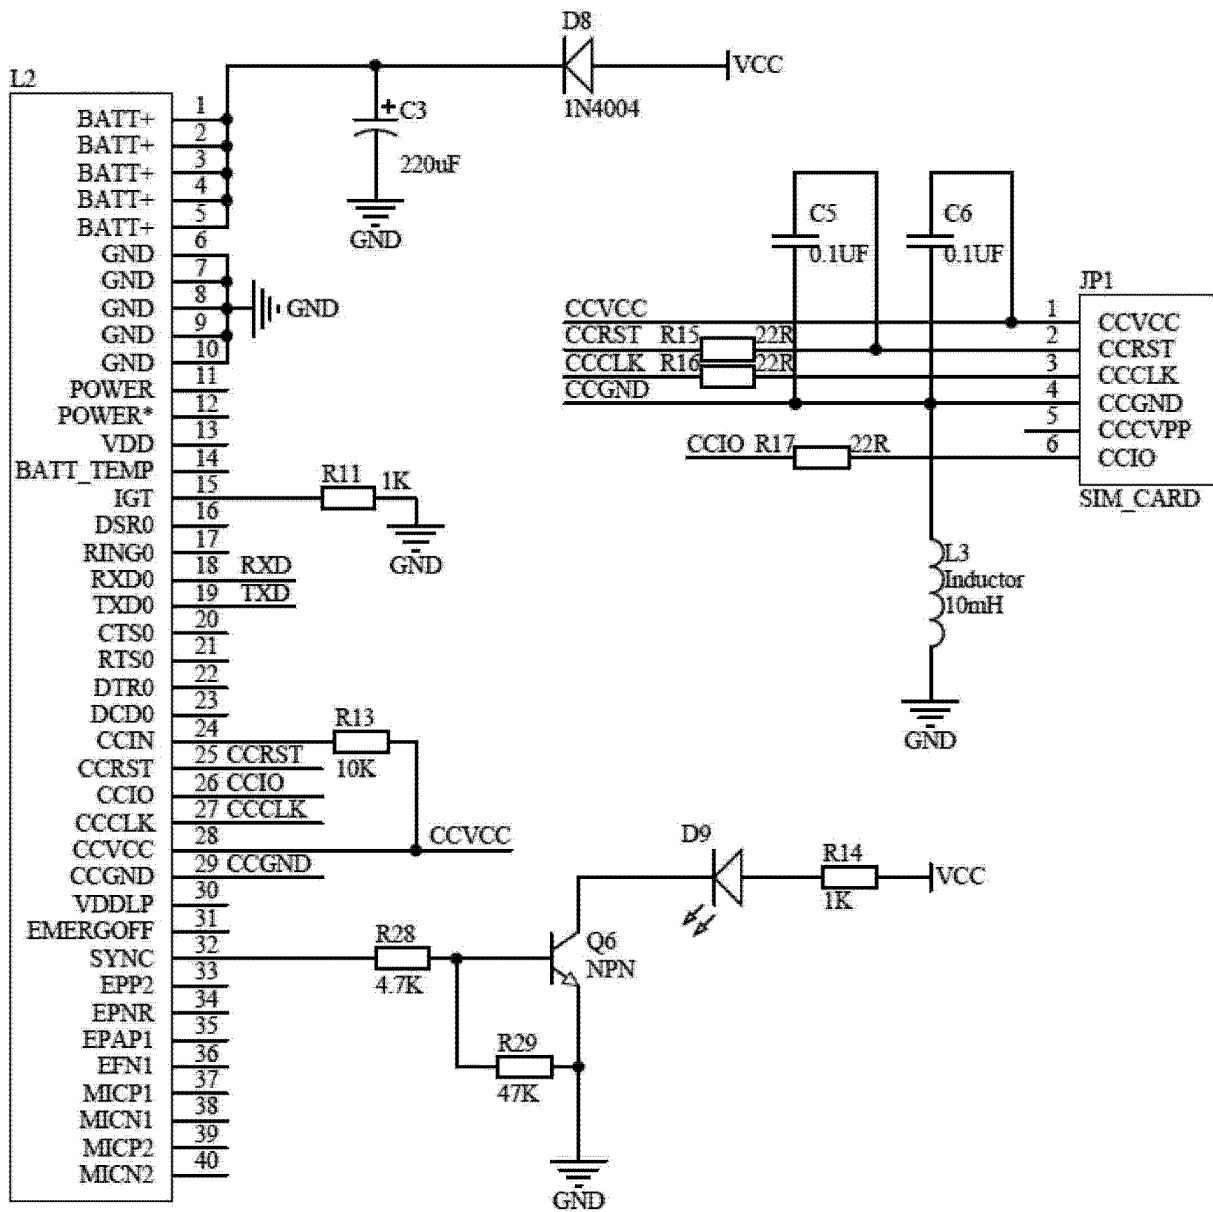 L2
BATT+ 1
BATT+ 2
BATT+ 3
BATT+ 4
BATT+ 5
GND 6
GND 7
GND 8
GND 9
GND 10
POWER 11
POWER* 12
VDD 13
BATT_TEMP 14
IGT 15
DSR0 16
RING0 17
RXD0 18 RXD
TXD0 19 TXD
CTS0 20
RTS0 21
DTR0 22
DCD0 23
CCIN 24
CCRST 25 CCRST
CCIO 26 CCIO
CCCLK 27 CCCLK
CCVCC 28 CCVCC
CCGND 29 CCGND
VDDLP 30
EMERGOFF 31
SYNC 32
EPP2 33
EPNR 34
EPAP1 35
EFN1 36
MICP1 37
MICN1 38
MICP2 39
MICN2 40
D8
1N4004
VCC
+ C3
220uF
GND
GND
R11 1K
GND
R13
10K
C5
0.1UF
C6
0.1UF
JP1
CCVCC 1 CCVCC
CCRST R15 22R 2 CCRST
CCCLK R16 22R 3 CCCLK
CCGND 4 CCGND
5 CCCVPP
CCIO R17 22R 6 CCIO
SIM_CARD
L3
Inductor
10mH
GND
D9
R14
1K
VCC
R28
4.7K
Q6
NPN
R29
47K
GND